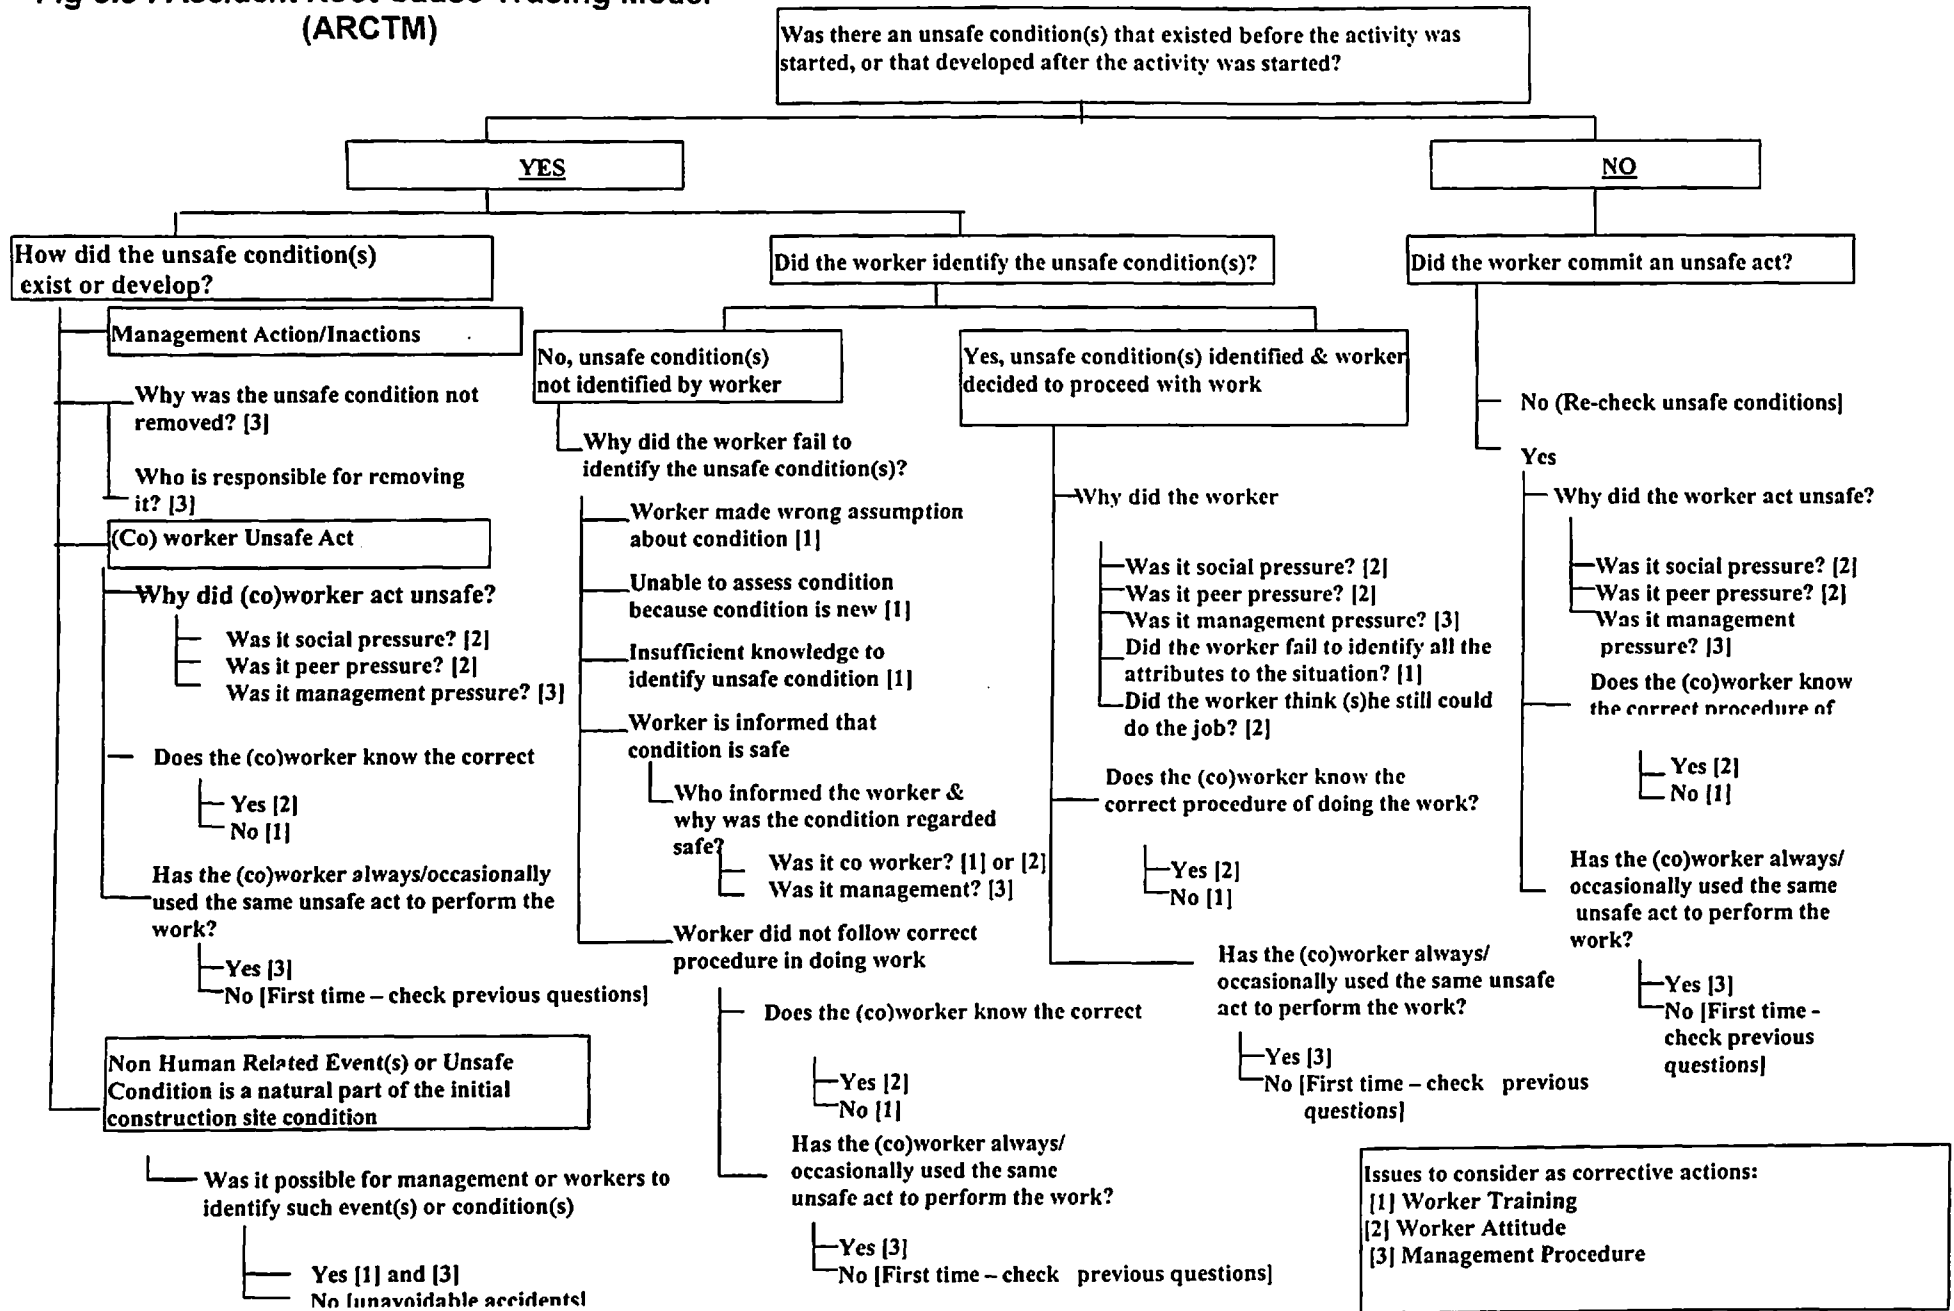 (ARCTM)
Was there an unsafe condition(s) that existed before the activity was
started, or that developed after the activity was started?
YES
NO
How did the unsafe condition(s)
exist or develop?
Management Action/Inactions
Why was the unsafe condition not
removed? [3]
Who is responsible for removing
it? [3]
(Co) worker Unsafe Act
Why did (co)worker act unsafe?
Was it social pressure? [2]
Was it peer pressure? [2]
Was it management pressure? [3]
Does the (co)worker know the correct
Yes [2]
No [1]
Has the (co)worker always/occasionally
used the same unsafe act to perform the
work?
Yes [3]
No [First time – check previous questions]
Non Human Related Event(s) or Unsafe
Condition is a natural part of the initial
construction site condition
Was it possible for management or workers to
identify such event(s) or condition(s)
Yes [1] and [3]
No [unavoidable accidents]
Did the worker identify the unsafe condition(s)?
No, unsafe condition(s)
not identified by worker
Why did the worker fail to
identify the unsafe condition(s)?
Worker made wrong assumption
about condition [1]
Unable to assess condition
because condition is new [1]
Insufficient knowledge to
identify unsafe condition [1]
Worker is informed that
condition is safe
Who informed the worker &
why was the condition regarded
safe?
Was it co worker? [1] or [2]
Was it management? [3]
Worker did not follow correct
procedure in doing work
Does the (co)worker know the correct
Yes [2]
No [1]
Has the (co)worker always/
occasionally used the same
unsafe act to perform the work?
Yes [3]
No [First time – check previous questions]
Yes, unsafe condition(s) identified & worker
decided to proceed with work
Why did the worker
Was it social pressure? [2]
Was it peer pressure? [2]
Was it management pressure? [3]
Did the worker fail to identify all the
attributes to the situation? [1]
Did the worker think (s)he still could
do the job? [2]
Does the (co)worker know the
correct procedure of doing the work?
Yes [2]
No [1]
Has the (co)worker always/
occasionally used the same unsafe
act to perform the work?
Yes [3]
No [First time – check previous
questions]
Did the worker commit an unsafe act?
No (Re-check unsafe conditions]
Yes
Why did the worker act unsafe?
Was it social pressure? [2]
Was it peer pressure? [2]
Was it management
pressure? [3]
Does the (co)worker know
the correct procedure of
Yes [2]
No [1]
Has the (co)worker always/
occasionally used the same
unsafe act to perform the
work?
Yes [3]
No [First time -
check previous
questions]
Issues to consider as corrective actions:
[1] Worker Training
[2] Worker Attitude
[3] Management Procedure